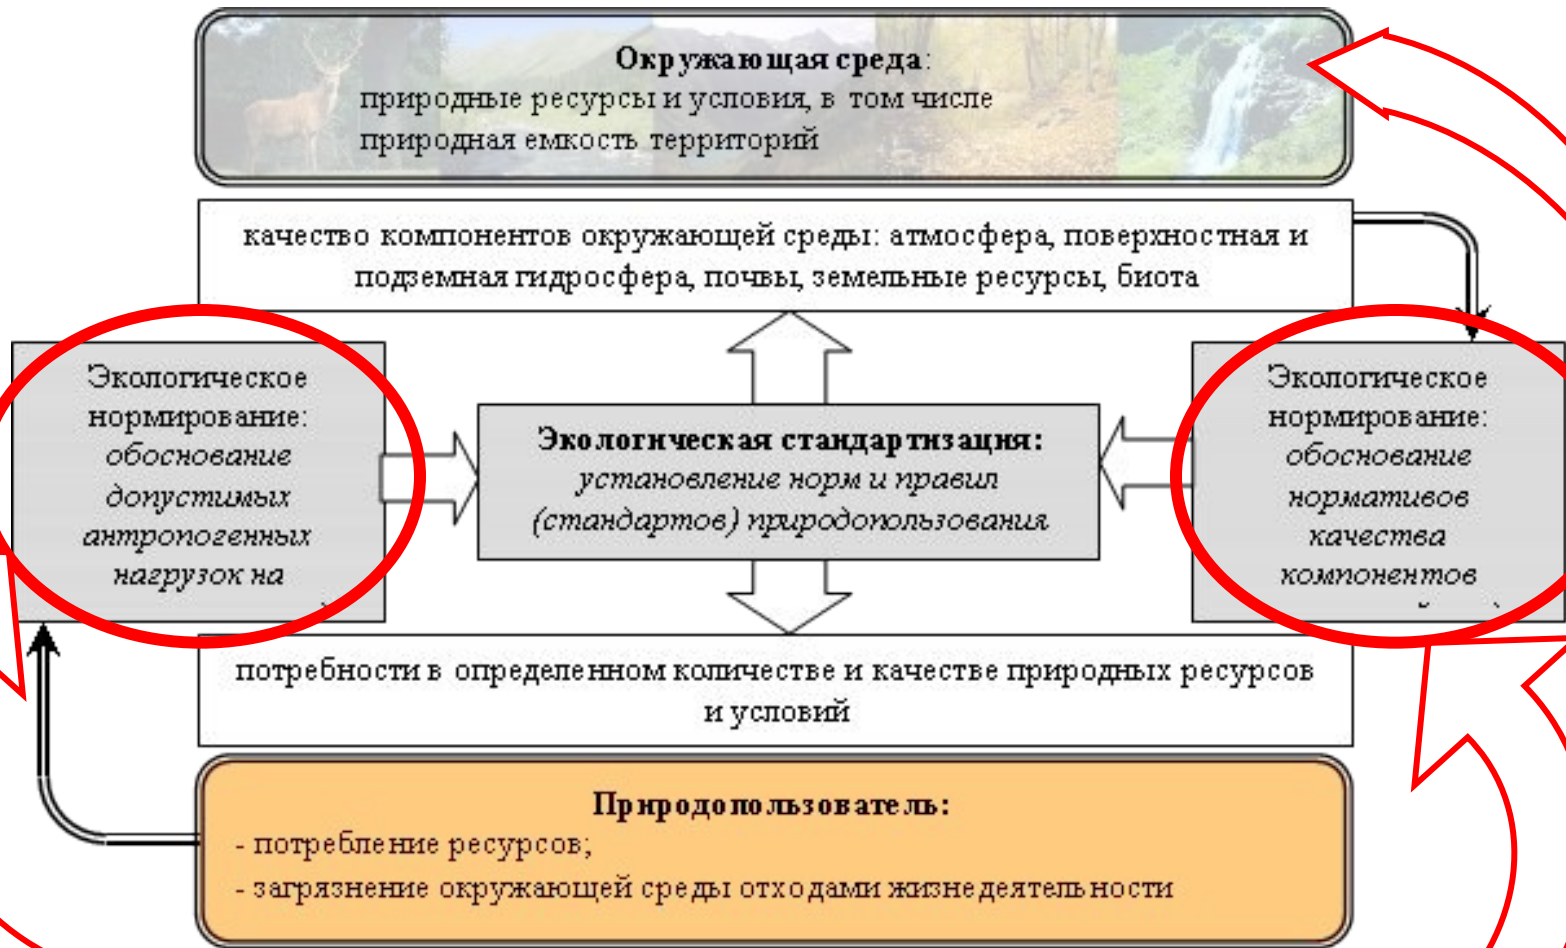 Окружающая среда:
природные ресурсы и условия, в том числе
природная емкость территорий
качество компонентов окружающей среды: атмосфера, поверхностная и
подземная гидросфера, почвы, земельные ресурсы, биота
Экологическое
нормирование:
обоснование
допустимых
антропогенных
нагрузок на
Экологическая стандартизация:
установление норм и правил
(стандартов) природопользования
Экологическое
нормирование:
обоснование
нормативов
качества
компонентов
потребности в определенном количестве и качестве природных ресурсов
и условий
Природопользователь:
- потребление ресурсов;
- загрязнение окружающей среды отходами жизнедеятельности